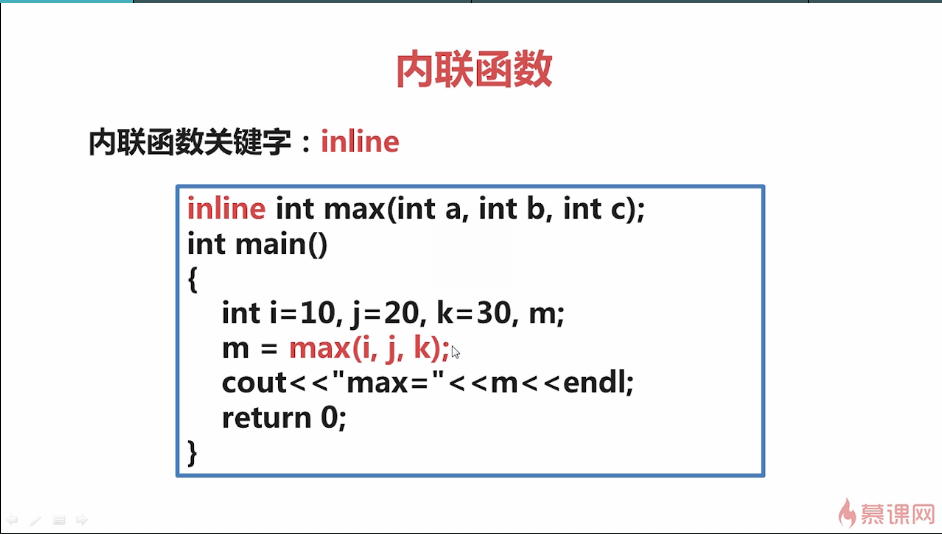 内联函数
内联函数关键字：inline
inline int max(int a, int b, int c);
int main()
{
int i=10, j=20, k=30, m;
m = max(i, j, k);
cout<<"max="<<m<<endl;
return 0;
}
慕课网